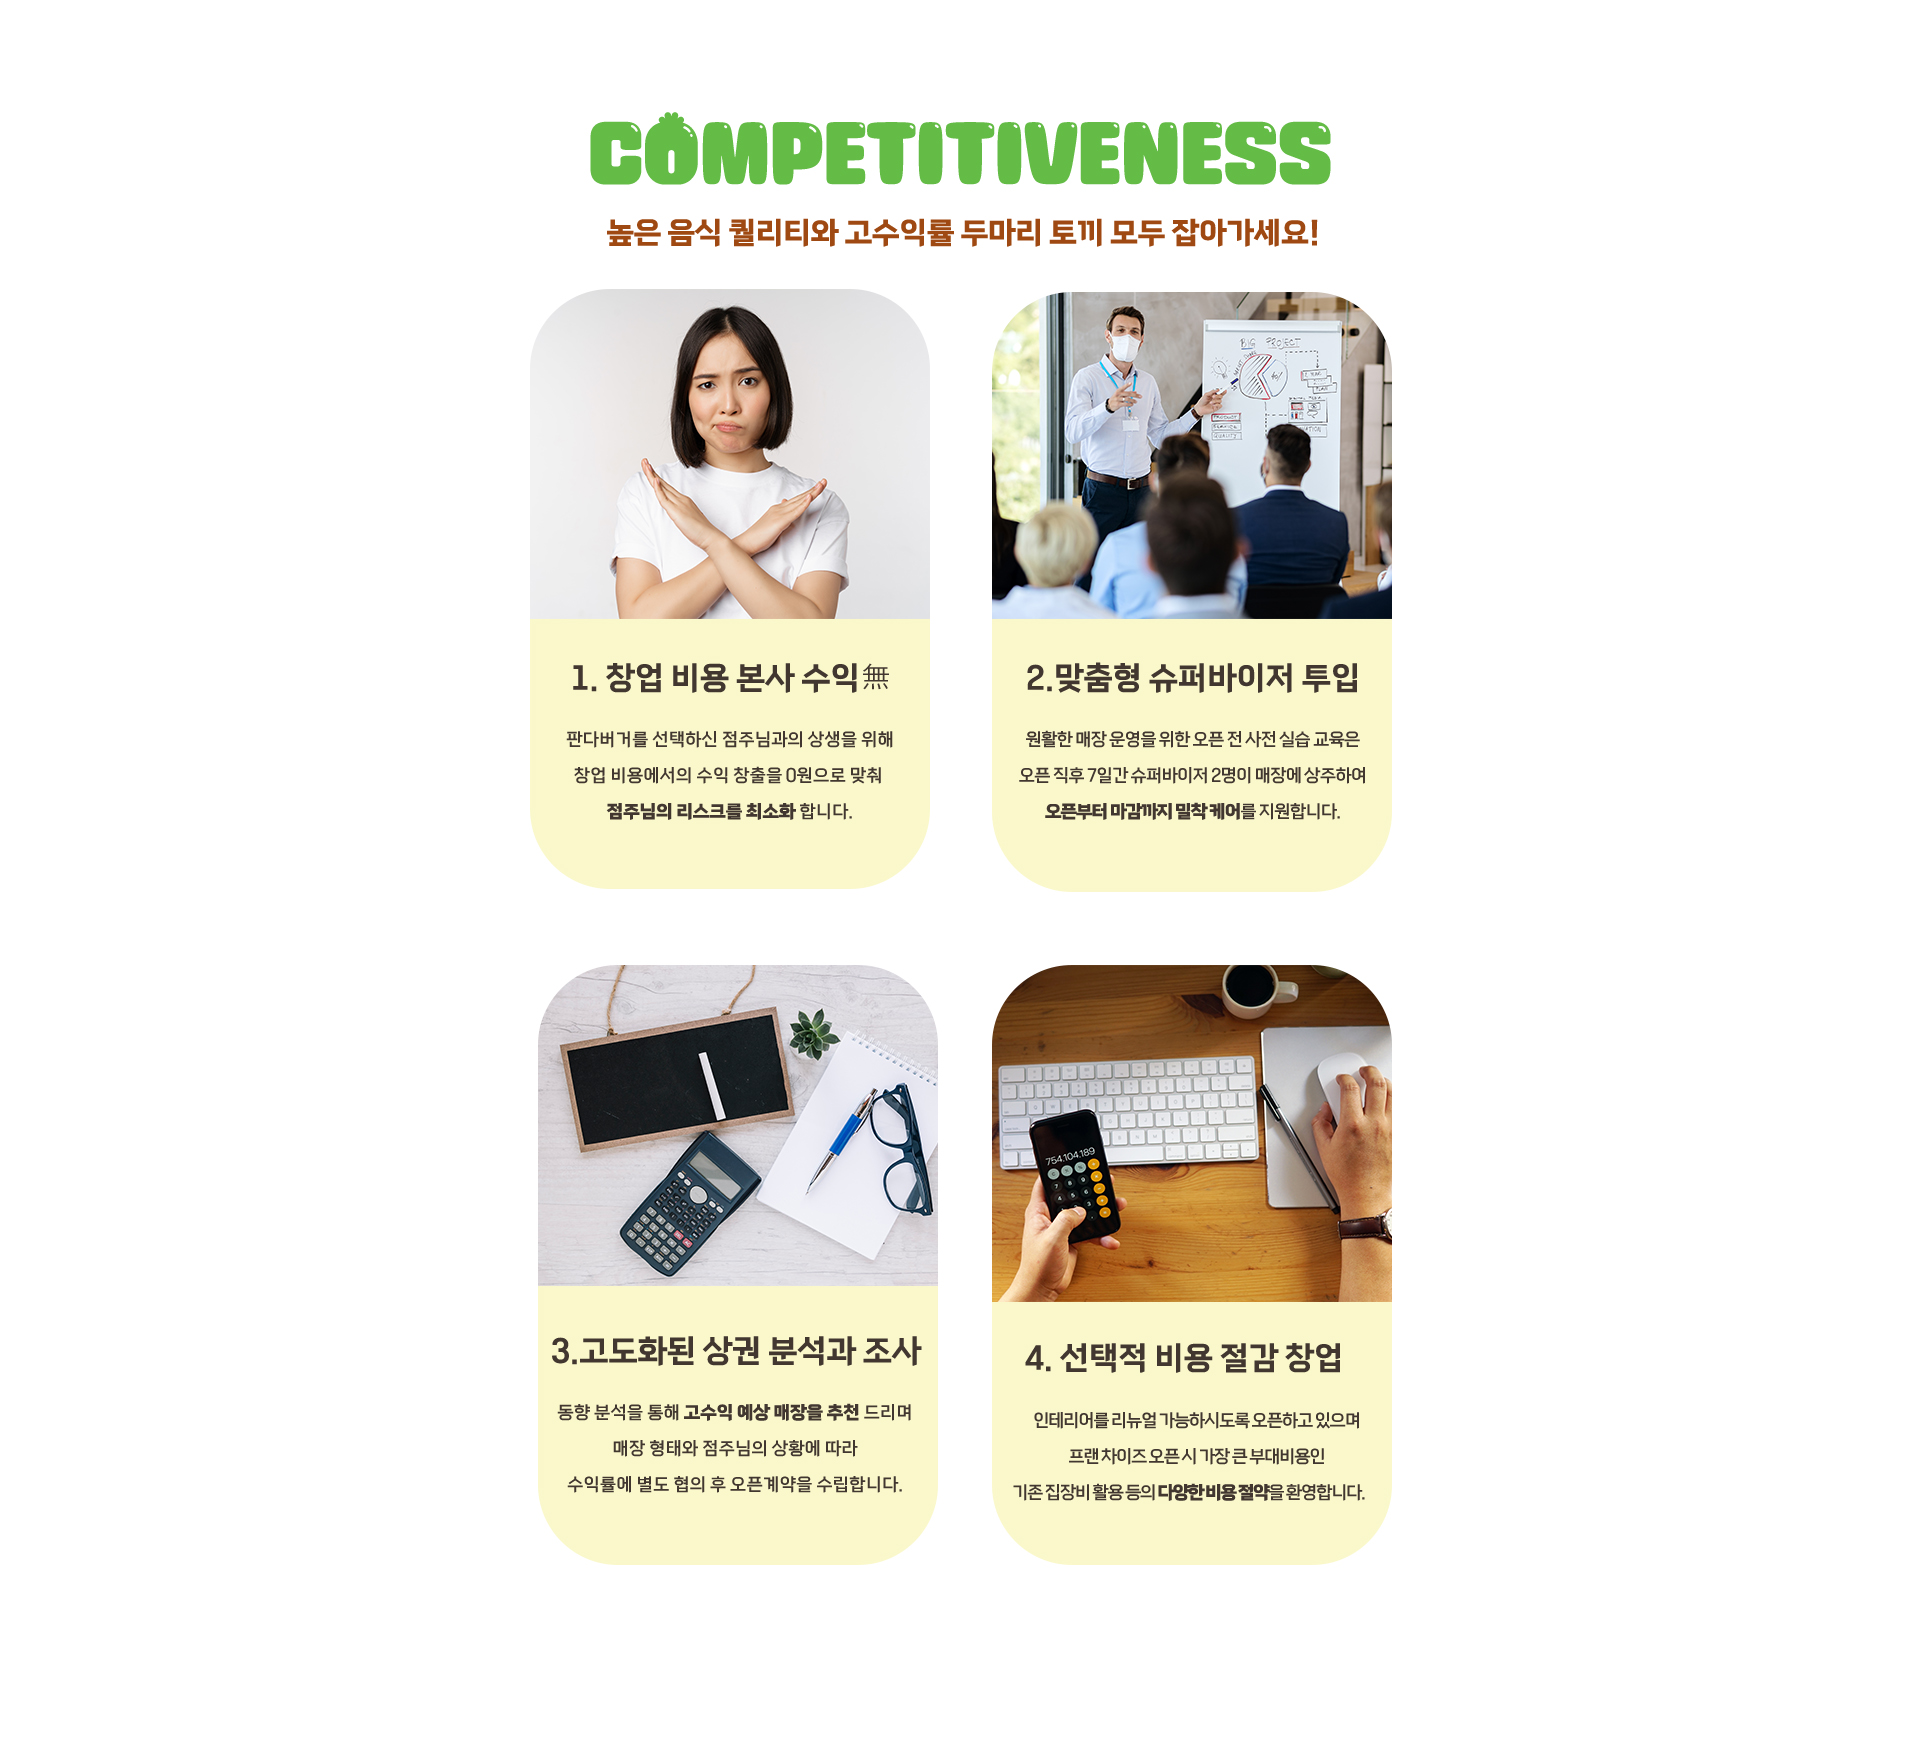 COMPETITIVENESS
높은 음식 퀄리티와 고수익률 두마리 토끼 모두 잡아가세요!
BIG PROJECT
PRODUCT
SERVICE
QUALITY
1. 창업 비용 본사 수익無
판다버거를 선택하신 점주님과의 상생을 위해
창업 비용에서의 수익 창출을 0원으로 맞춰
점주님의 리스크를 최소화 합니다.
2.맞춤형 슈퍼바이저 투입
원활한 매장 운영을 위한 오픈 전 사전 실습 교육은
오픈 직후 7일간 슈퍼바이저 2명이 매장에 상주하여
오픈부터 마감까지 밀착 케어를 지원합니다.
3.고도화된 상권 분석과 조사
동향 분석을 통해 고수익 예상 매장을 추천 드리며
매장 형태와 점주님의 상황에 따라
수익률에 별도 협의 후 오픈계약을 수립합니다.
754.104.189
4. 선택적 비용 절감 창업
인테리어를 리뉴얼 가능하시도록 오픈하고 있으며
프랜차이즈 오픈 시 가장 큰 부대비용인
기존 집장비 활용 등의 다양한 비용 절약을 환영합니다.